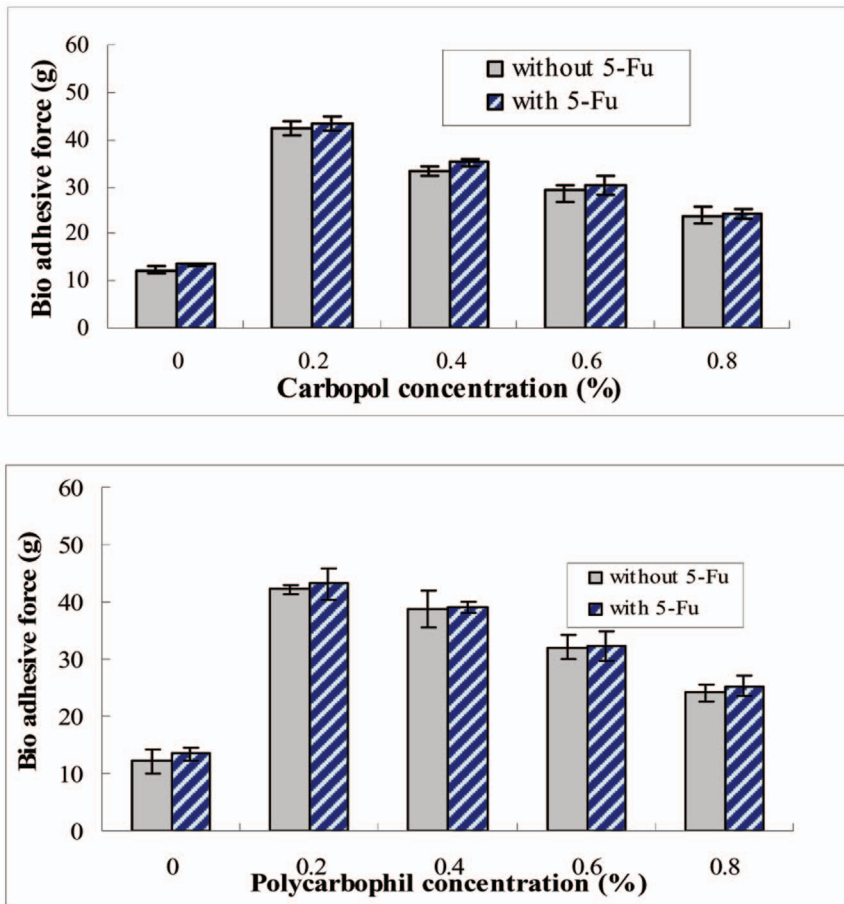 60
50
40
30
20
10
0
Bio adhesive force (g)
without 5-Fu
with 5-Fu
0 0.2 0.4 0.6 0.8
Carbopol concentration (%)
60
50
40
30
20
10
0
Bio adhesive force (g)
without 5-Fu
with 5-Fu
0 0.2 0.4 0.6 0.8
Polycarbophil concentration (%)